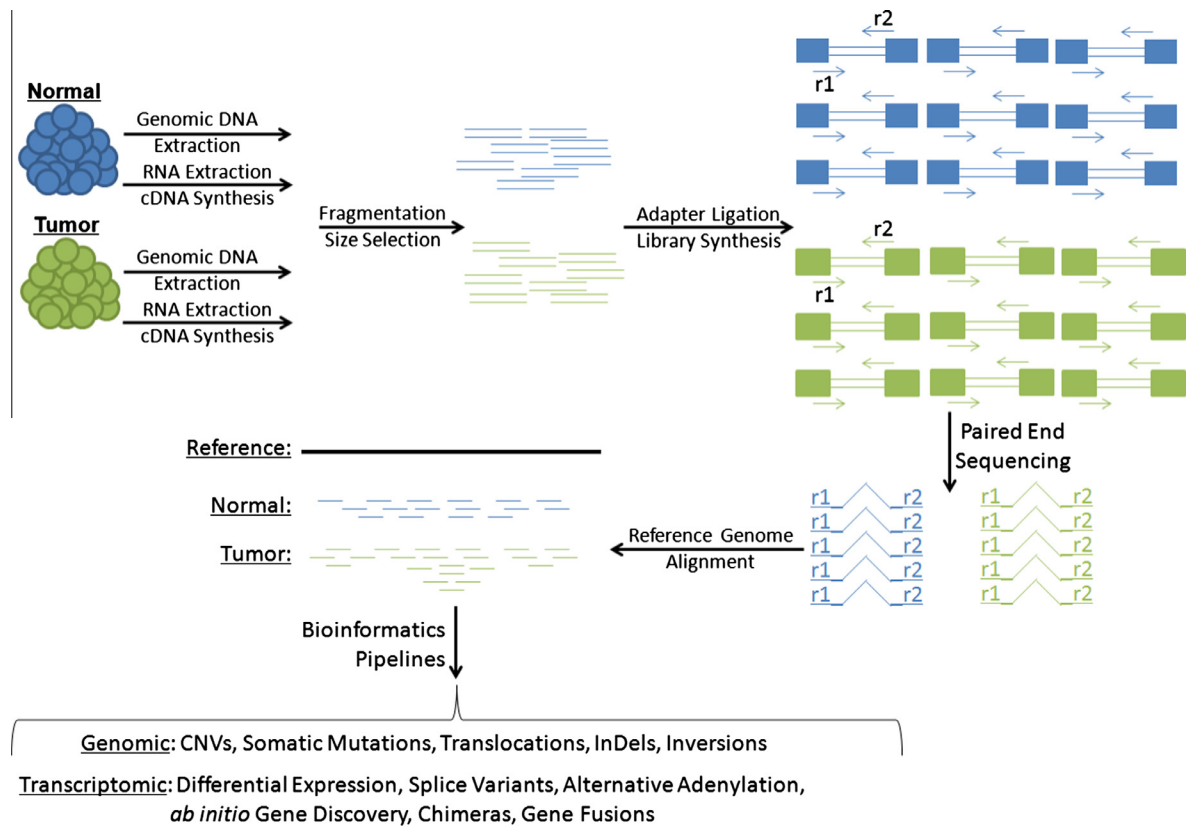 Normal
Genomic DNA
Extraction
RNA Extraction
cDNA Synthesis
Tumor
Genomic DNA
Extraction
RNA Extraction
cDNA Synthesis
Fragmentation
Size Selection
Adapter Ligation
Library Synthesis
r2
r1
r2
r1
Paired End
Sequencing
r1 r2
r1 r2
r1 r2
r1 r2
r1 r2
r1 r2
r1 r2
r1 r2
r1 r2
r1 r2
Reference Genome
Alignment
Reference:
Normal:
Tumor:
Bioinformatics
Pipelines
Genomic: CNVs, Somatic Mutations, Translocations, InDels, Inversions
Transcriptomic: Differential Expression, Splice Variants, Alternative Adenylation,
ab initio Gene Discovery, Chimeras, Gene Fusions